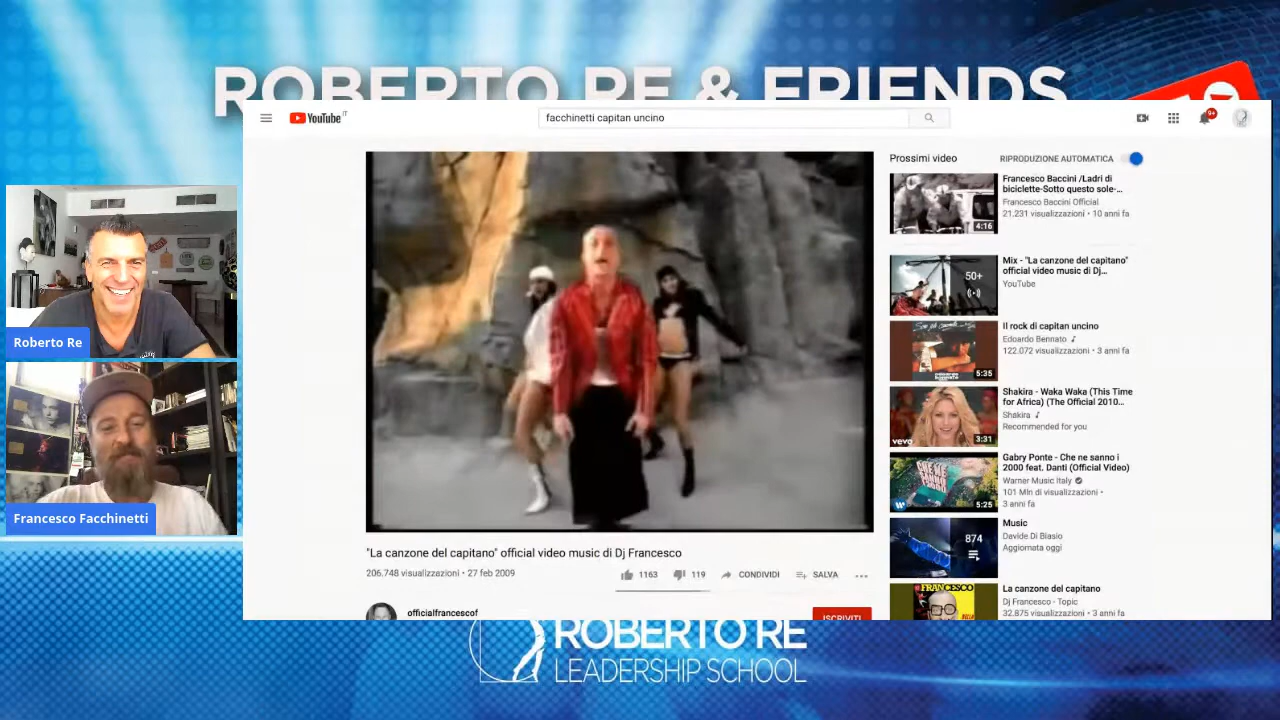 ROBERTO RE & FRIENDS
YouTube IT
facchinetti capitan uncino
9+
Prossimi video
RIPRODUZIONE AUTOMATICA
Francesco Baccini /Ladri di
biciclette-Sotto questo sole-...
Francesco Baccini Official
21.231 visualizzazioni • 10 anni fa
4:16
Mix - "La canzone del capitano"
official video music di Dj...
YouTube
50+
Il rock di capitan uncino
Edoardo Bennato
122.072 visualizzazioni • 3 anni fa
5:35
Shakira - Waka Waka (This Time
for Africa) (The Official 2010...
Shakira
Recommended for you
vevo
3:31
Gabry Ponte - Che ne sanno i
2000 feat. Danti (Official Video)
Warner Music Italy
101 Mln di visualizzazioni •
3 anni fa
5:25
Music
Davide Di Biasio
Aggiornata oggi
874
La canzone del capitano
Dj Francesco - Topic
32.875 visualizzazioni • 3 anni fa
FRANCESCO
Roberto Re
Francesco Facchinetti
"La canzone del capitano" official video music di Dj Francesco
206.748 visualizzazioni • 27 feb 2009
1163
119
CONDIVIDI
SALVA
officialfrancescof
ISCRIVITI
ROBERTO RE
LEADERSHIP SCHOOL